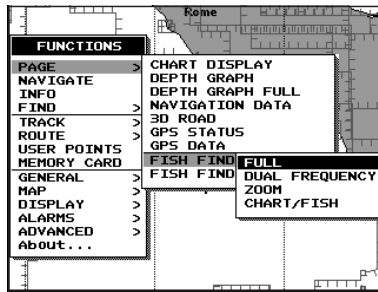 Rome
FUNCTIONS
PAGE >
NAVIGATE
INFO
FIND >
TRACK >
ROUTE >
USER POINTS
MEMORY CARD
GENERAL >
MAP >
DISPLAY >
ALARMS >
ADVANCED >
About...
CHART DISPLAY
DEPTH GRAPH
DEPTH GRAPH FULL
NAVIGATION DATA
3D ROAD
GPS STATUS
GPS DATA
FISH FIND
FISH FIND
FULL
DUAL FREQUENCY
ZOOM
CHART/FISH